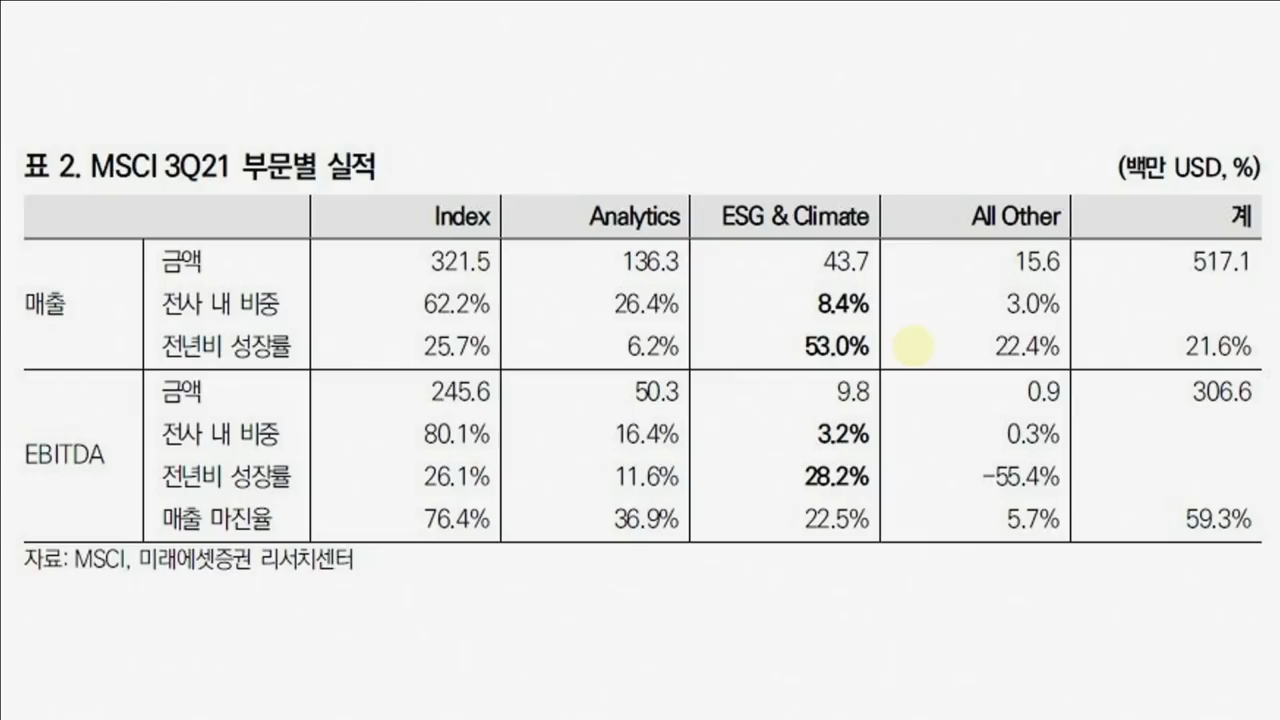 표 2. MSCI 3Q21 부문별 실적 (백만 USD, %)
Index Analytics ESG & Climate All Other 계
매출 금액 321.5 136.3 43.7 15.6 517.1
전사 내 비중 62.2% 26.4% 8.4% 3.0%
전년비 성장률 25.7% 6.2% 53.0% 22.4% 21.6%
EBITDA 금액 245.6 50.3 9.8 0.9 306.6
전사 내 비중 80.1% 16.4% 3.2% 0.3%
전년비 성장률 26.1% 11.6% 28.2% -55.4%
매출 마진율 76.4% 36.9% 22.5% 5.7% 59.3%
자료: MSCI, 미래에셋증권 리서치센터